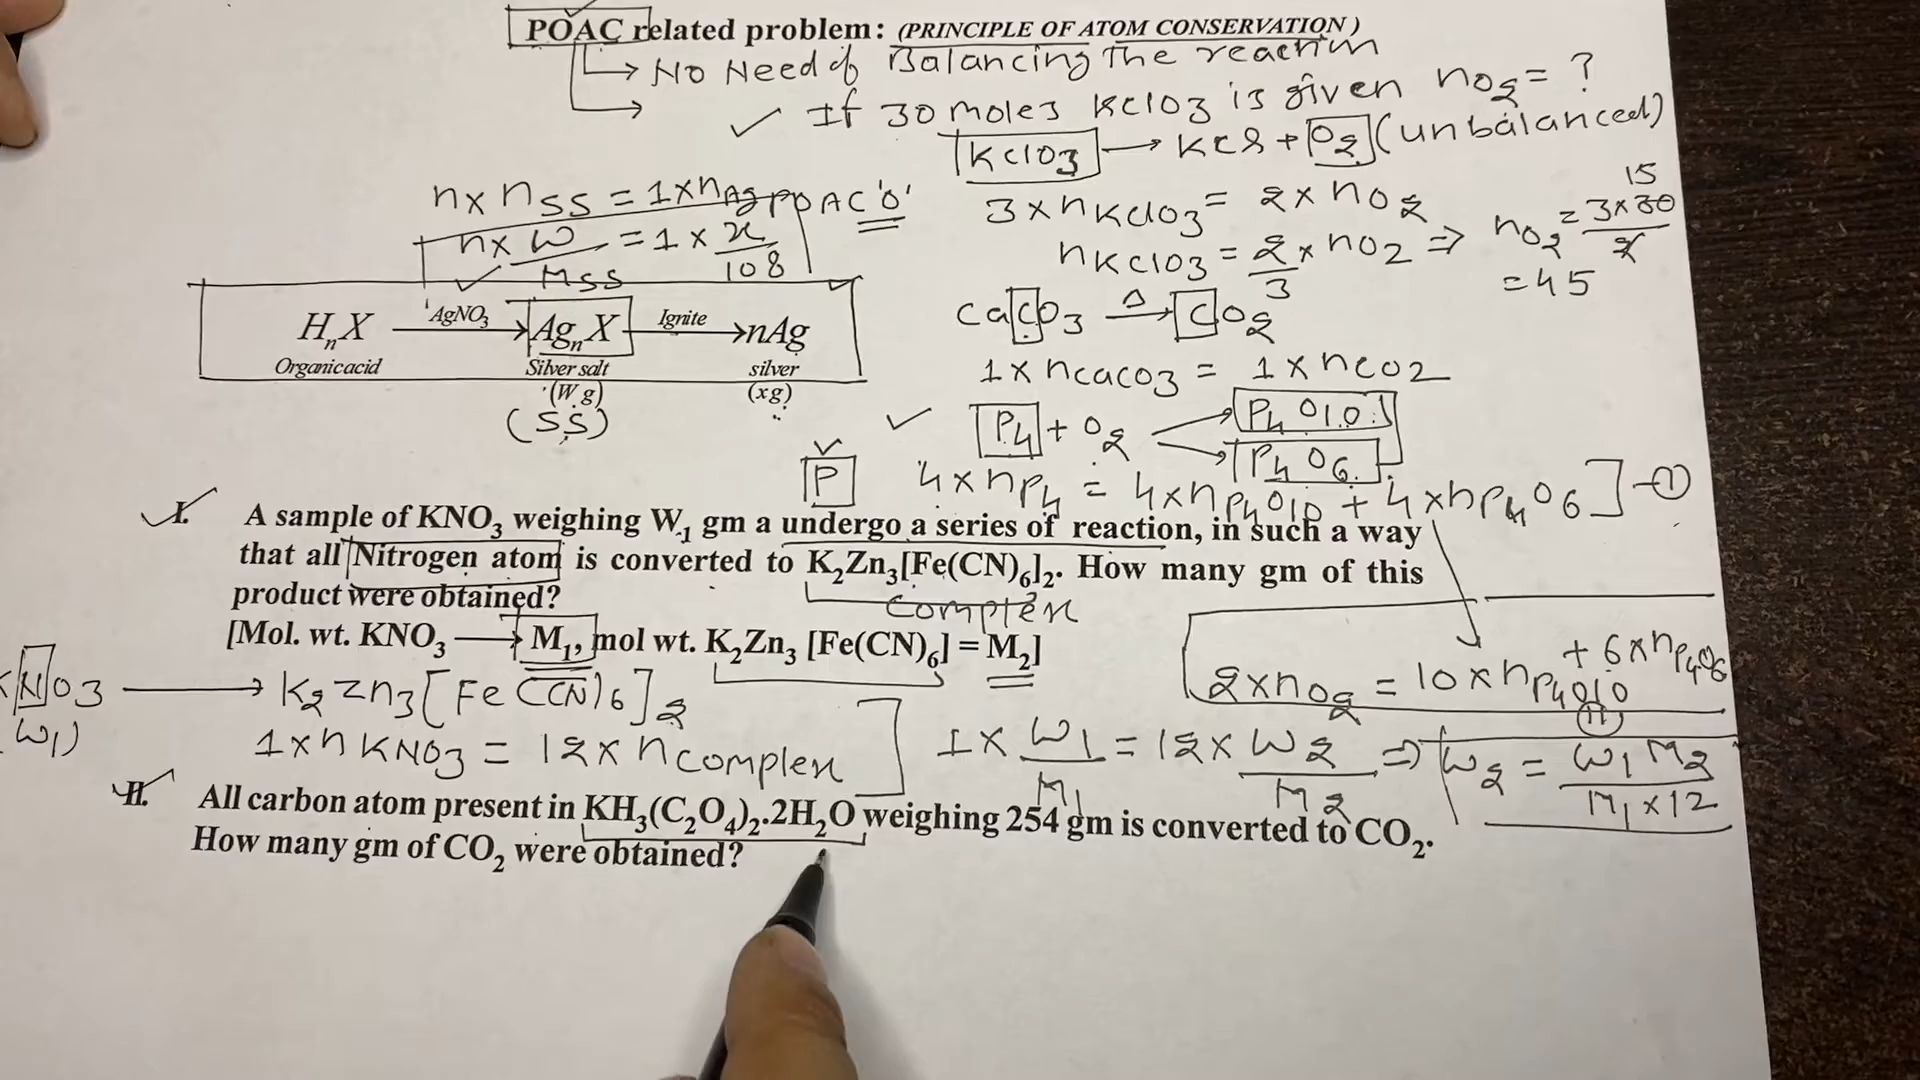 POAC related problem: (PRINCIPLE OF ATOM CONSERVATION)
→ No Need of Balancing The reaction
→ ✓ If 30 moles KClO3 is given nO2 = ?
KClO3 → KCl + O2 (unbalanced)
n x nSS = 1 x nAg POAC 'O'
n x W/MSS = 1 x x/108
3 x nKClO3 = 2 x nO2
nKClO3 = 2/3 x nO2 ⇒ nO2 = 3x30/2
15
= 45
HnX —AgNO3→ AgnX —Ignite→ nAg
Organic acid Silver salt silver
(W g) (xg)
(SS)
CaCO3 —Δ→ CO2
1 x nCaCO3 = 1 x nCO2
P4 + O2 → P4O10
→ P4O6
P 4 x nP4 = 4 x nP4O10 + 4 x nP4O6 ] - (1)
I. A sample of KNO3 weighing W1 gm a undergo a series of reaction, in such a way
that all Nitrogen atom is converted to K2Zn3[Fe(CN)6]2. How many gm of this
product were obtained?
Complex
[Mol. wt. KNO3 → M1, mol wt. K2Zn3 [Fe(CN)6] = M2]
2 x nO2 = 10 x nP4O10 + 6 x nP4O6
(11)
KNO3 → K2Zn3[Fe(CN)6]2
W1)
1 x nKNO3 = 12 x nComplex ] 1 x W1/M1 = 12 x W2/M2 ⇒ W2 = W1M2/M1x12
II. All carbon atom present in KH3(C2O4)2.2H2O weighing 254 gm is converted to CO2.
How many gm of CO2 were obtained?